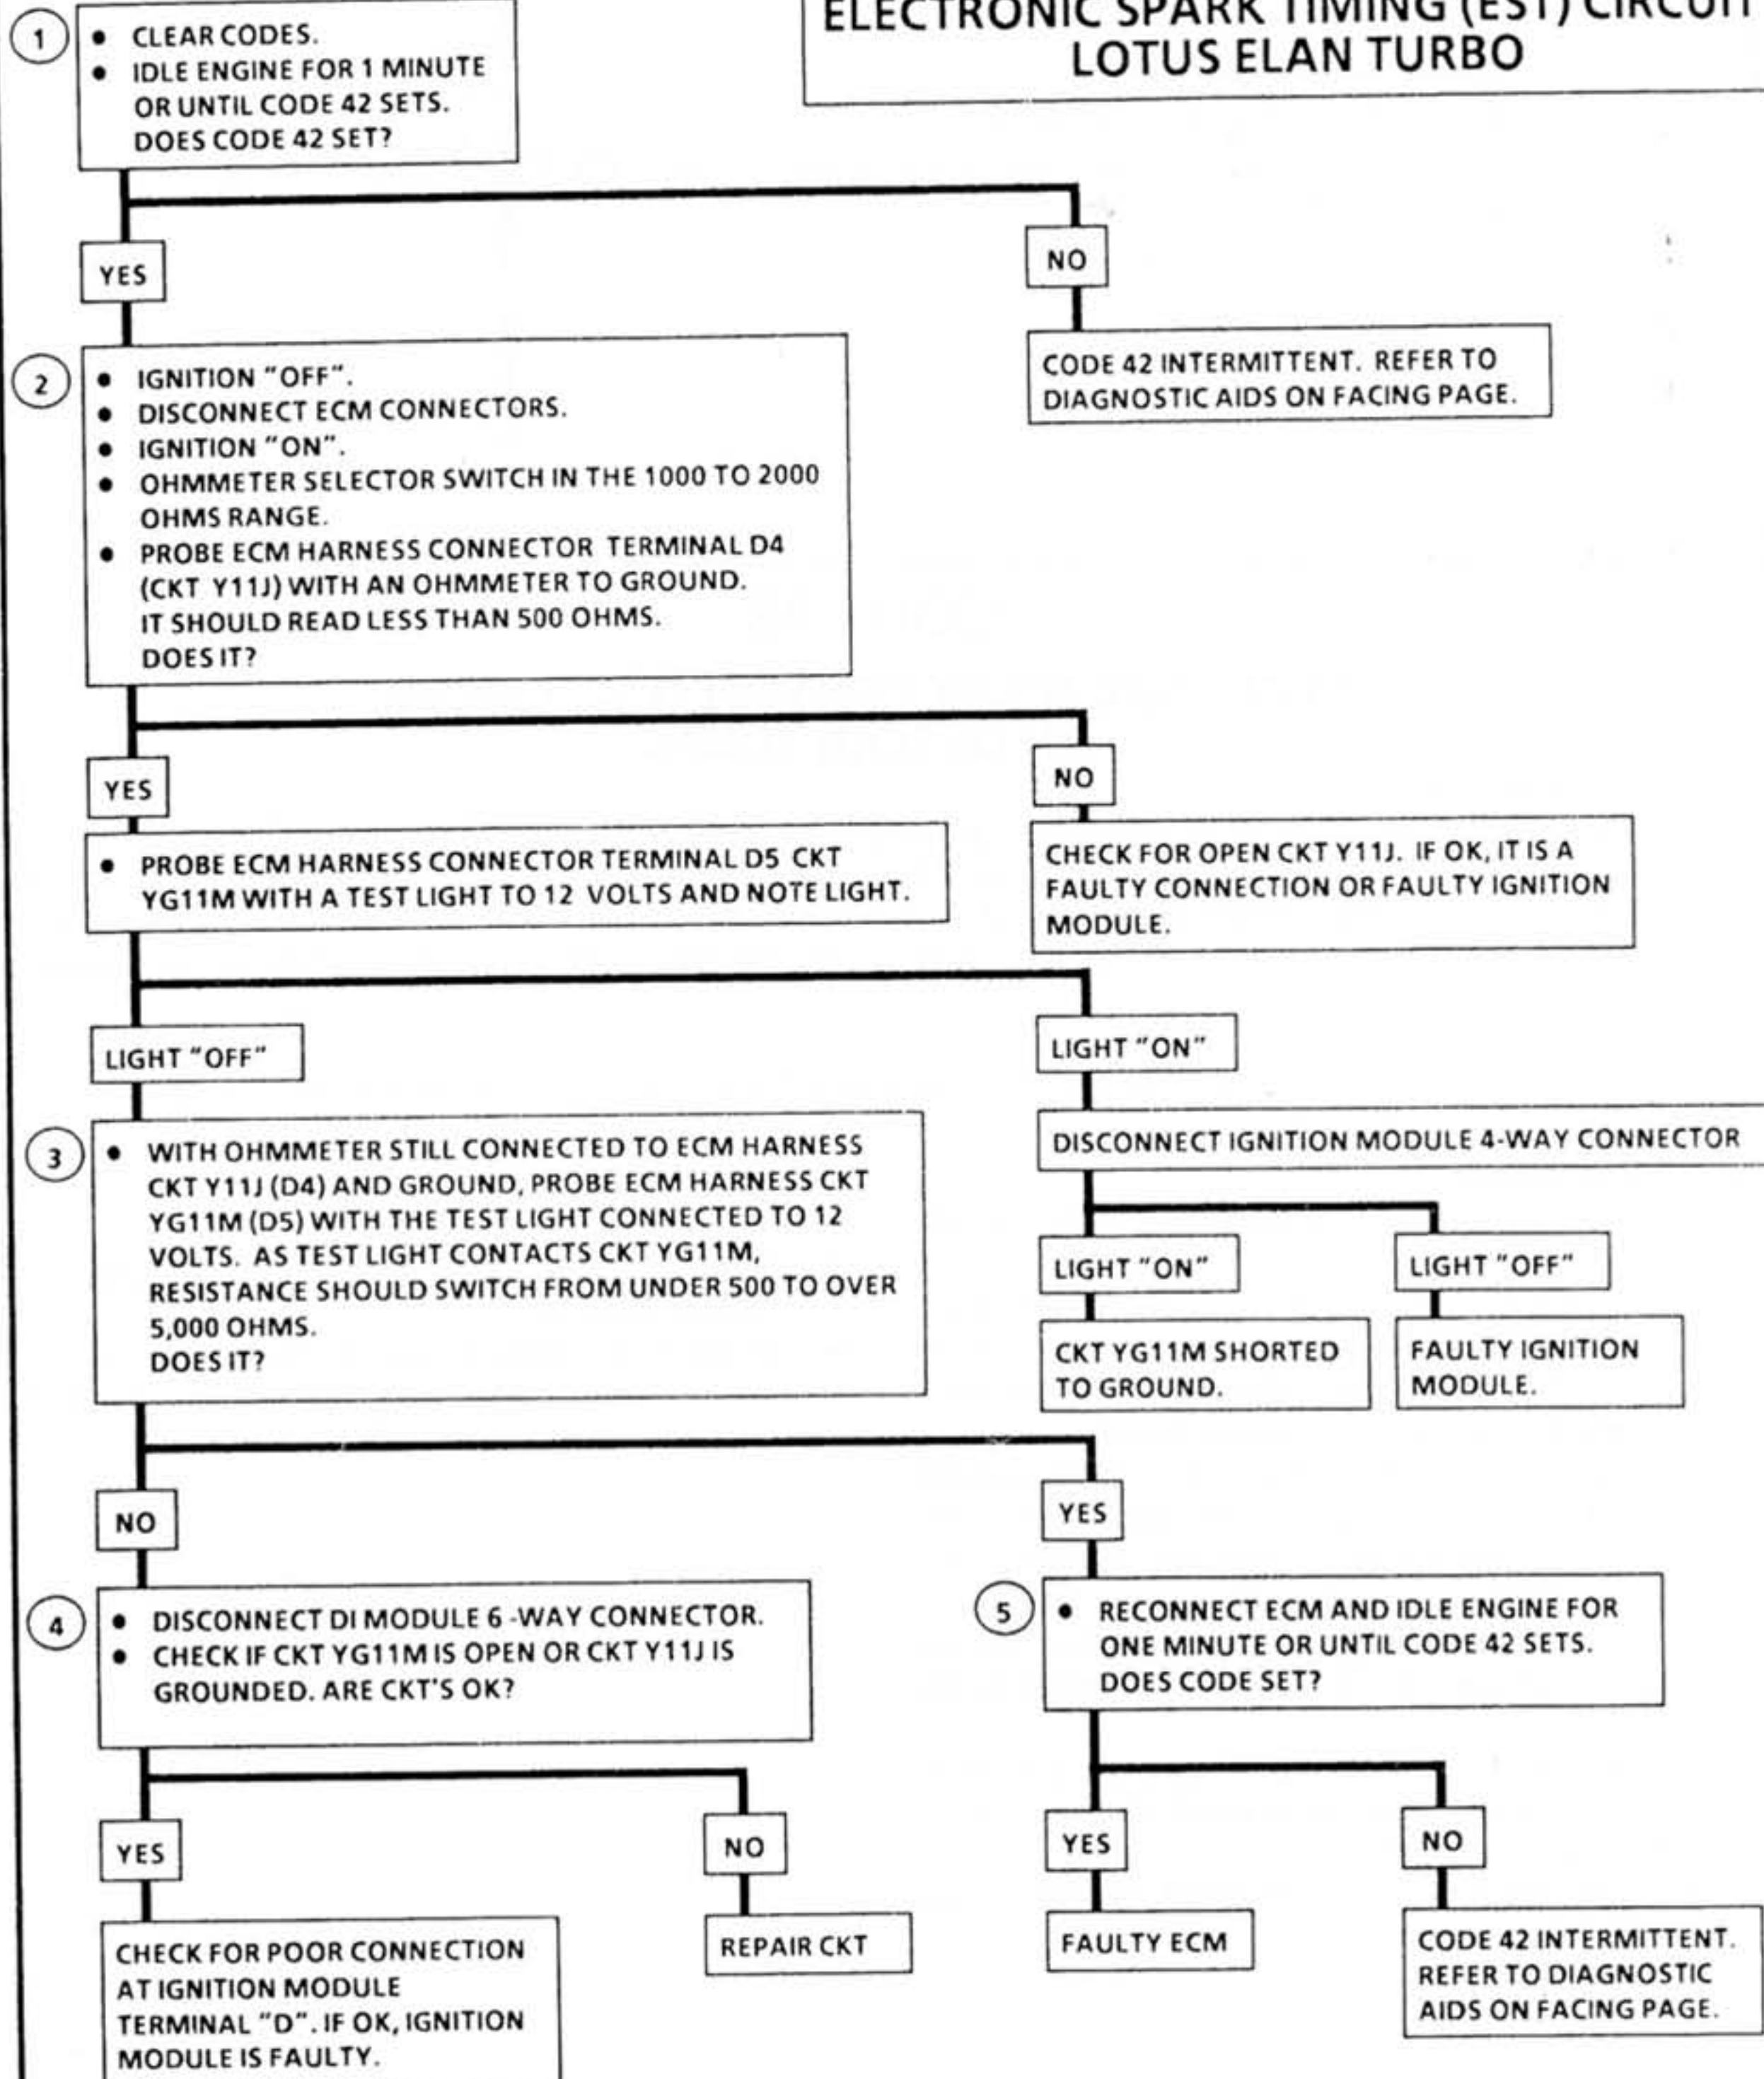 ELECTRONIC SPARK TIMING (EST) CIRCUIT
LOTUS ELAN TURBO
1
● CLEAR CODES.
● IDLE ENGINE FOR 1 MINUTE
OR UNTIL CODE 42 SETS.
DOES CODE 42 SET?
YES
NO
2
● IGNITION "OFF".
● DISCONNECT ECM CONNECTORS.
● IGNITION "ON".
● OHMMETER SELECTOR SWITCH IN THE 1000 TO 2000
OHMS RANGE.
● PROBE ECM HARNESS CONNECTOR TERMINAL D4
(CKT Y11J) WITH AN OHMMETER TO GROUND.
IT SHOULD READ LESS THAN 500 OHMS.
DOES IT?
CODE 42 INTERMITTENT. REFER TO
DIAGNOSTIC AIDS ON FACING PAGE.
YES
NO
● PROBE ECM HARNESS CONNECTOR TERMINAL D5 CKT
YG11M WITH A TEST LIGHT TO 12 VOLTS AND NOTE LIGHT.
CHECK FOR OPEN CKT Y11J. IF OK, IT IS A
FAULTY CONNECTION OR FAULTY IGNITION
MODULE.
LIGHT "OFF"
LIGHT "ON"
3
● WITH OHMMETER STILL CONNECTED TO ECM HARNESS
CKT Y11J (D4) AND GROUND, PROBE ECM HARNESS CKT
YG11M (D5) WITH THE TEST LIGHT CONNECTED TO 12
VOLTS. AS TEST LIGHT CONTACTS CKT YG11M,
RESISTANCE SHOULD SWITCH FROM UNDER 500 TO OVER
5,000 OHMS.
DOES IT?
DISCONNECT IGNITION MODULE 4-WAY CONNECTOR
LIGHT "ON"
LIGHT "OFF"
CKT YG11M SHORTED
TO GROUND.
FAULTY IGNITION
MODULE.
NO
YES
4
● DISCONNECT DI MODULE 6 -WAY CONNECTOR.
● CHECK IF CKT YG11M IS OPEN OR CKT Y11J IS
GROUNDED. ARE CKT'S OK?
5
● RECONNECT ECM AND IDLE ENGINE FOR
ONE MINUTE OR UNTIL CODE 42 SETS.
DOES CODE SET?
YES
NO
YES
NO
CHECK FOR POOR CONNECTION
AT IGNITION MODULE
TERMINAL "D". IF OK, IGNITION
MODULE IS FAULTY.
REPAIR CKT
FAULTY ECM
CODE 42 INTERMITTENT.
REFER TO DIAGNOSTIC
AIDS ON FACING PAGE.